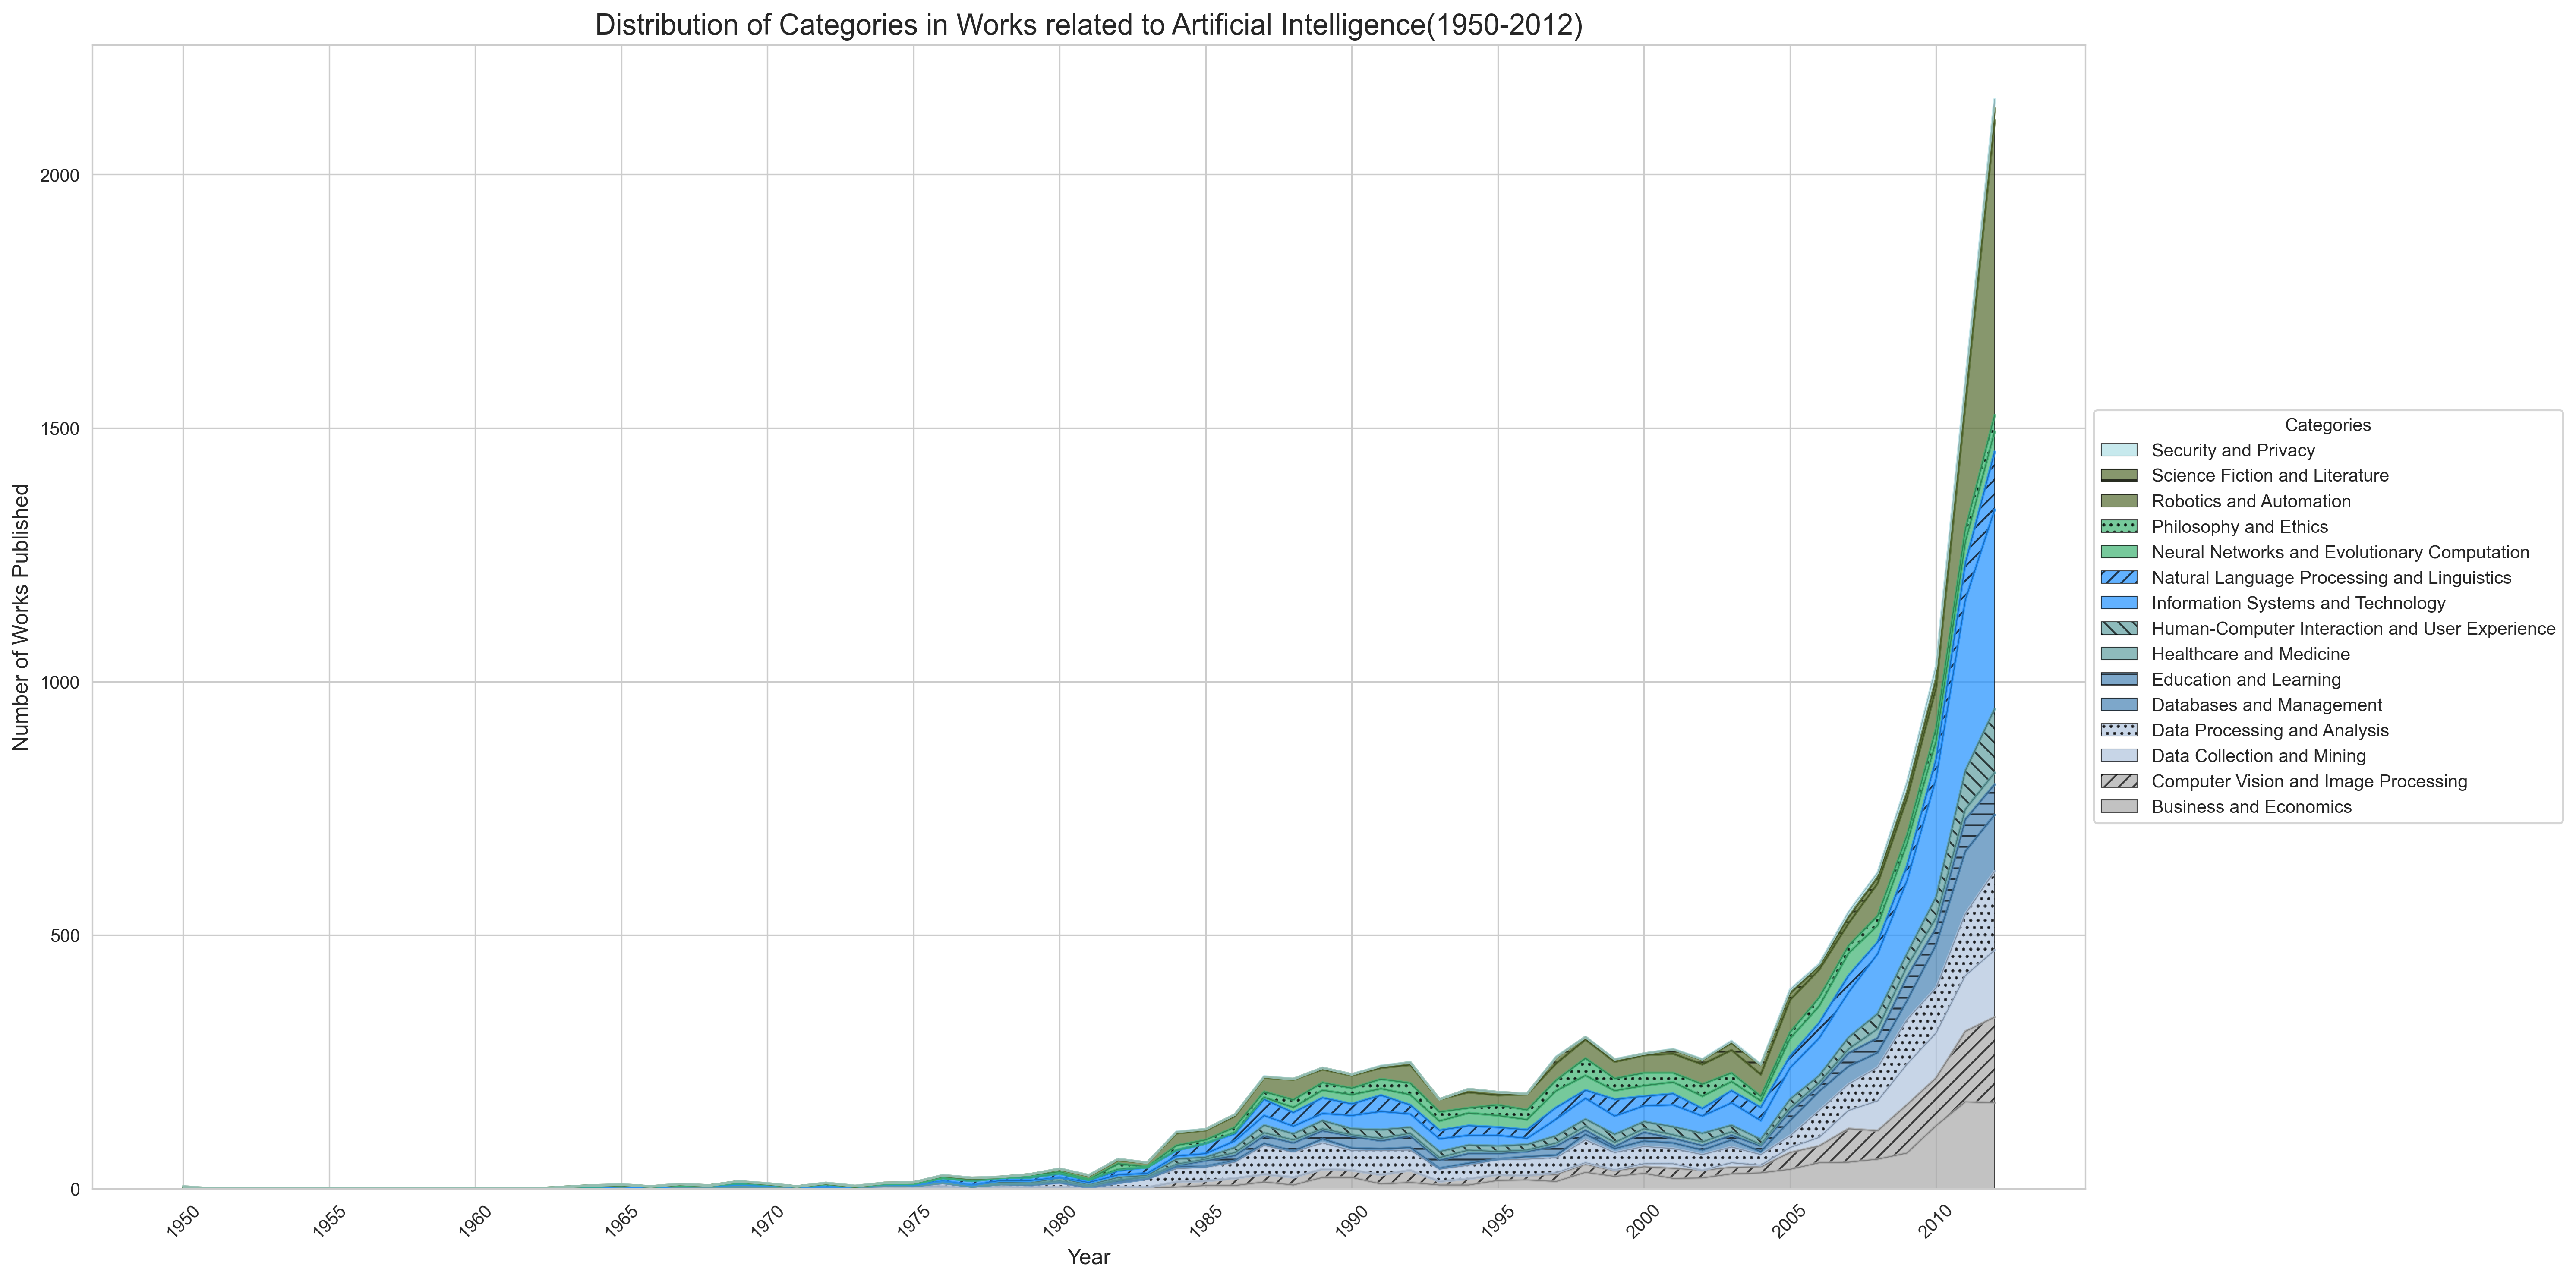 Distribution of Categories in Works related to Artificial Intelligence(1950-2012)
Number of Works Published
2000
1500
1000
500
0
1950
1955
1960
1965
1970
1975
1980
1985
1990
1995
2000
2005
2010
Year
Categories
Security and Privacy
Science Fiction and Literature
Robotics and Automation
Philosophy and Ethics
Neural Networks and Evolutionary Computation
Natural Language Processing and Linguistics
Information Systems and Technology
Human-Computer Interaction and User Experience
Healthcare and Medicine
Education and Learning
Databases and Management
Data Processing and Analysis
Data Collection and Mining
Computer Vision and Image Processing
Business and Economics